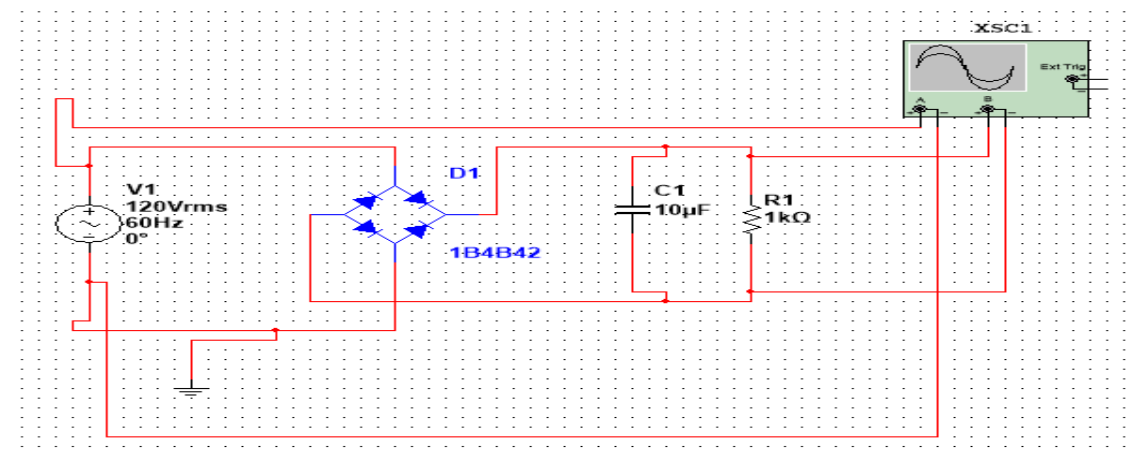 XSC1
Ext Trig
+
-
A
B
+ - + -
D1
V1
120Vrms
60Hz
0°
C1
10µF
R1
1kΩ
1B4B42